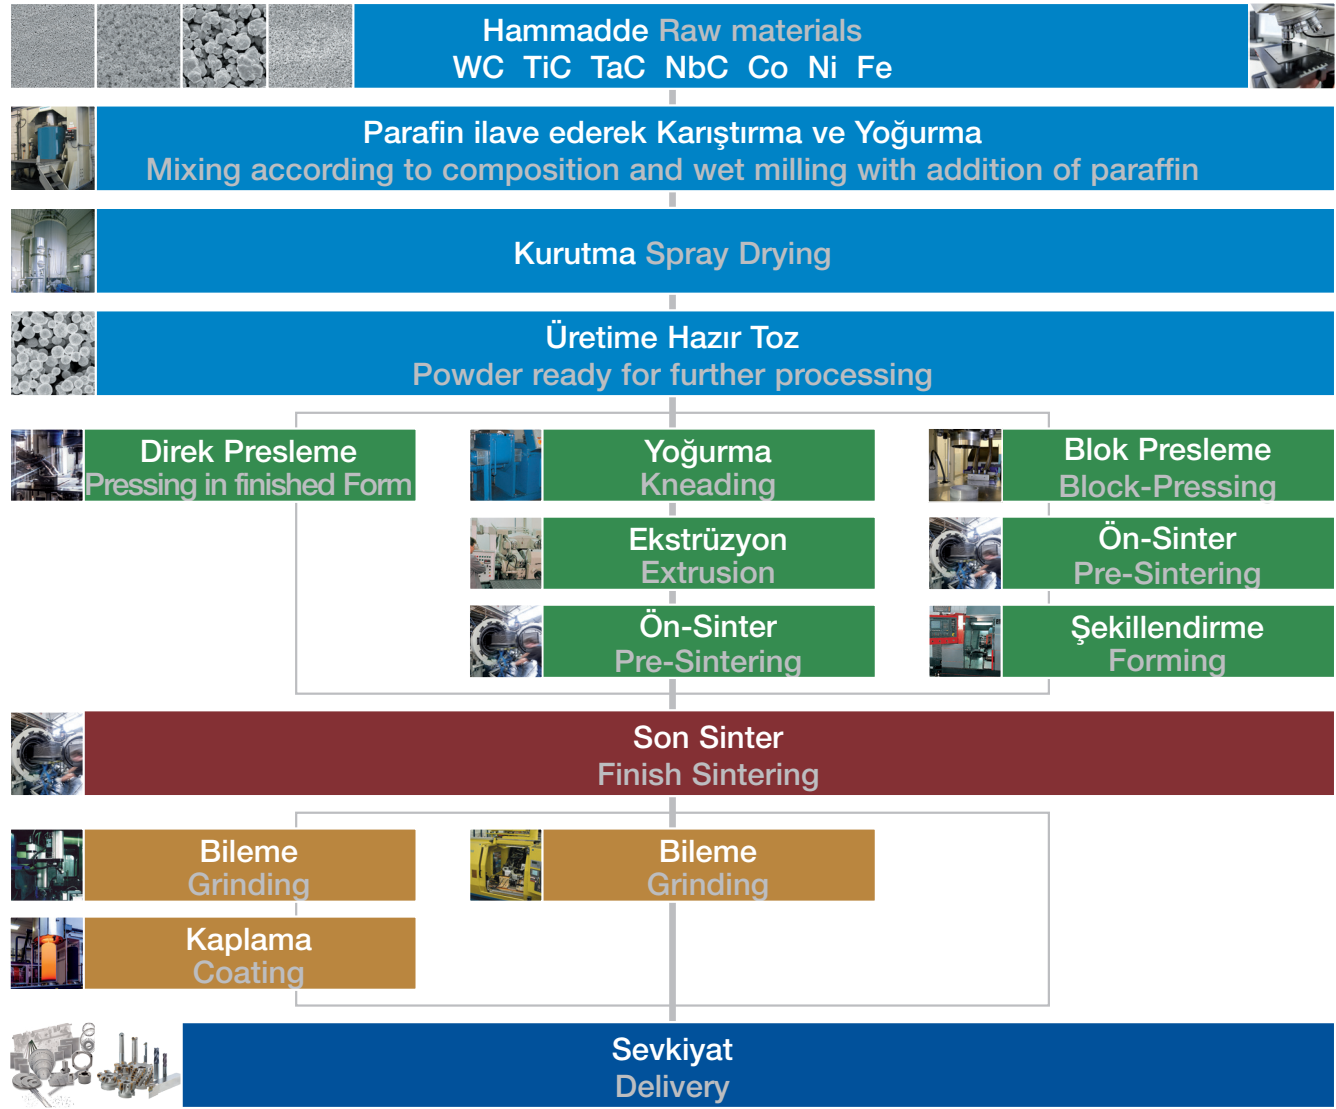 Hammadde Raw materials
WC TiC TaC NbC Co Ni Fe
Parafin ilave ederek Karıştırma ve Yoğurma
Mixing according to composition and wet milling with addition of paraffin
Kurutma Spray Drying
Üretime Hazır Toz
Powder ready for further processing
Direk Presleme
Pressing in finished Form
Yoğurma
Kneading
Blok Presleme
Block-Pressing
Ekstrüzyon
Extrusion
Ön-Sinter
Pre-Sintering
Ön-Sinter
Pre-Sintering
Şekillendirme
Forming
Son Sinter
Finish Sintering
Bileme
Grinding
Bileme
Grinding
Kaplama
Coating
Sevkiyat
Delivery